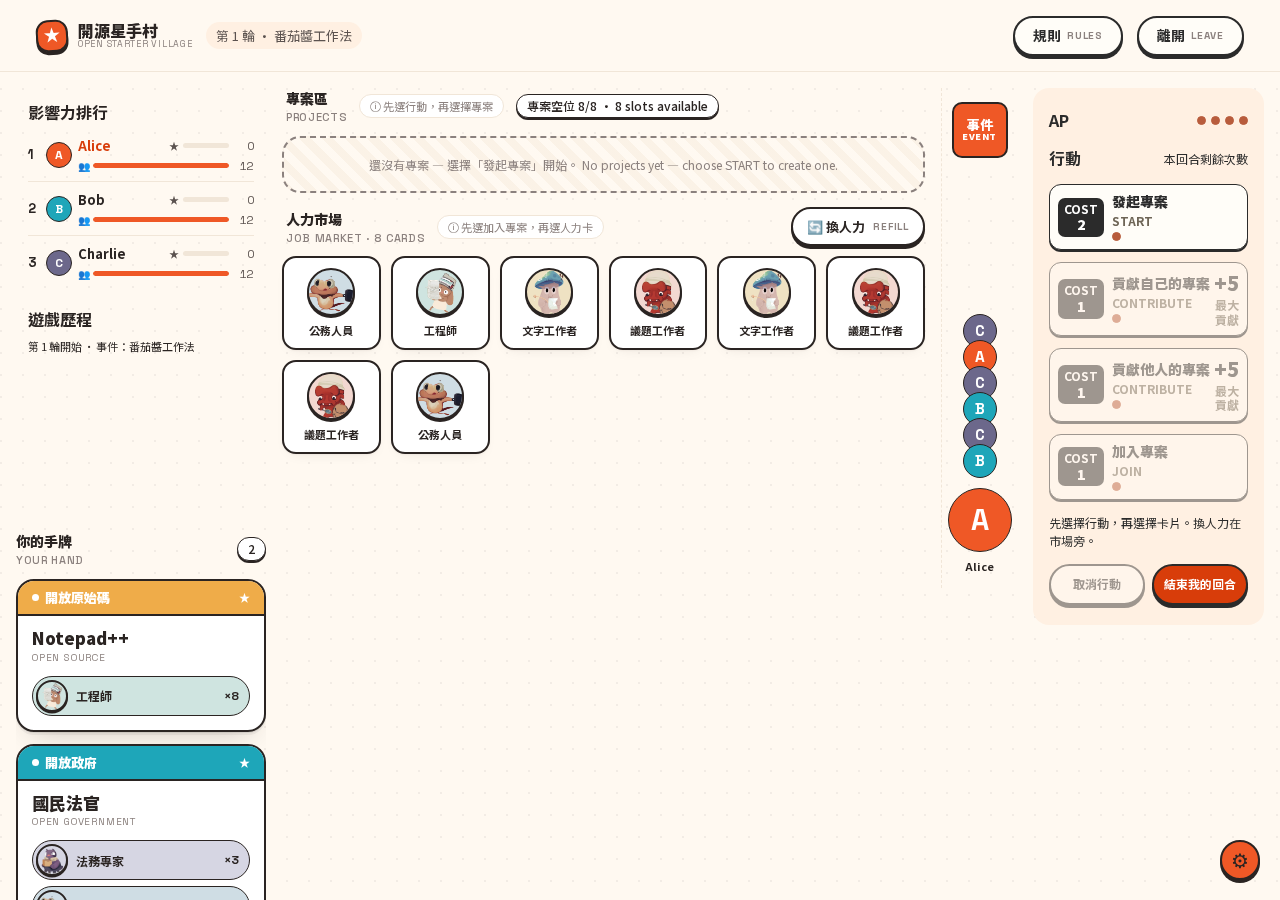 開源星手村
OPEN STARTER VILLAGE
第 1 輪 · 番茄醬工作法
規則 RULES
離開 LEAVE
影響力排行
1 A Alice ★ 0
12
2 B Bob ★ 0
12
3 C Charlie ★ 0
12
遊戲歷程
第 1 輪開始 · 事件：番茄醬工作法
你的手牌
YOUR HAND
2
開放原始碼 ★
Notepad++
OPEN SOURCE
工程師 ×8
開放政府 ★
國民法官
OPEN GOVERNMENT
法務專家 ×3
專案區
PROJECTS
ⓘ 先選行動，再選擇專案
專案空位 8/8 · 8 slots available
還沒有專案 — 選擇「發起專案」開始。 No projects yet — choose START to create one.
人力市場
JOB MARKET · 8 CARDS
ⓘ 先選加入專案，再選人力卡
🔄 換人力 REFILL
公務人員
工程師
文字工作者
議題工作者
文字工作者
議題工作者
議題工作者
公務人員
事件
EVENT
C
A
C
B
C
B
A
Alice
AP
行動 本回合剩餘次數
COST
2
發起專案
START
COST
1
貢獻自己的專案
CONTRIBUTE
+5
最大
貢獻
COST
1
貢獻他人的專案
CONTRIBUTE
+5
最大
貢獻
COST
1
加入專案
JOIN
先選擇行動，再選擇卡片。換人力在
市場旁。
取消行動
結束我的回合